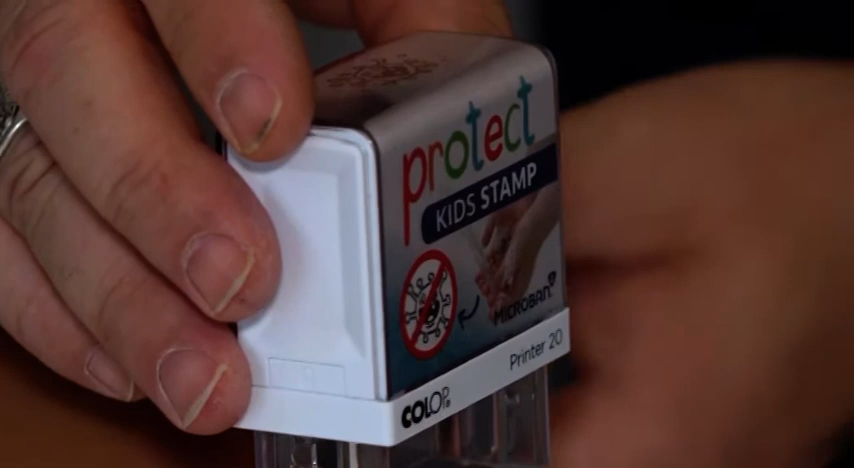 protect
KIDS STAMP
MICROBAN
Printer 20
COLOP